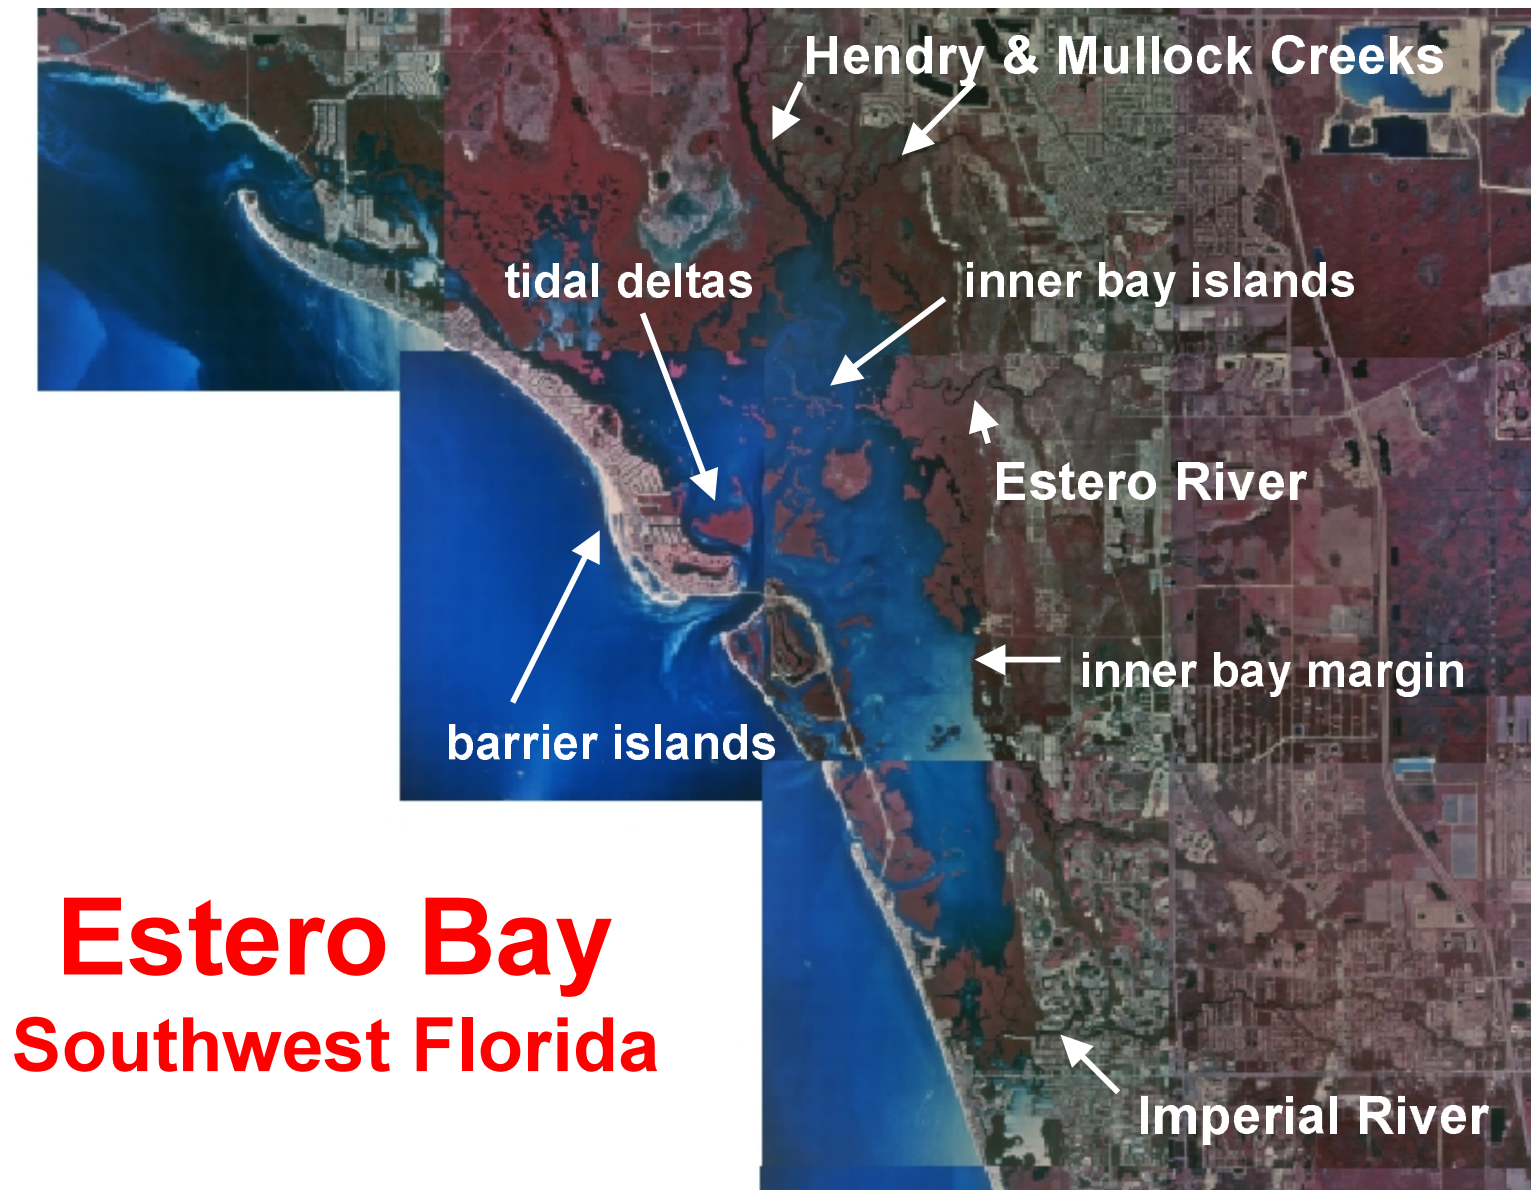 Hendry & Mullock Creeks
tidal deltas
inner bay islands
Estero River
inner bay margin
barrier islands
Estero Bay
Southwest Florida
Imperial River